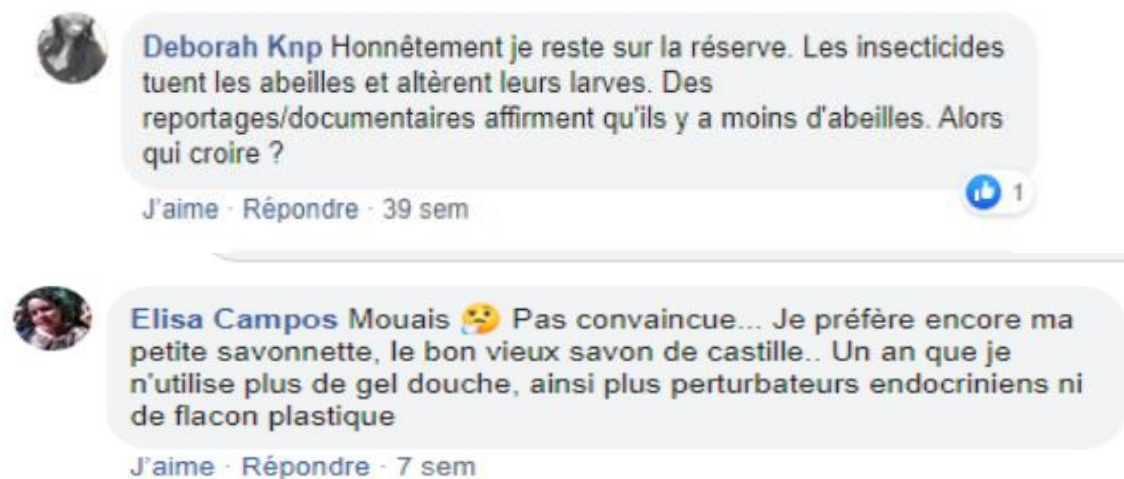 Deborah Knp Honnêtement je reste sur la réserve. Les insecticides
tuent les abeilles et altèrent leurs larves. Des
reportages/documentaires affirment qu'ils y a moins d'abeilles. Alors
qui croire ?
1
J'aime · Répondre · 39 sem
Elisa Campos Mouais 🤔 Pas convaincue... Je préfère encore ma
petite savonnette, le bon vieux savon de castille.. Un an que je
n'utilise plus de gel douche, ainsi plus perturbateurs endocriniens ni
de flacon plastique
J'aime · Répondre · 7 sem